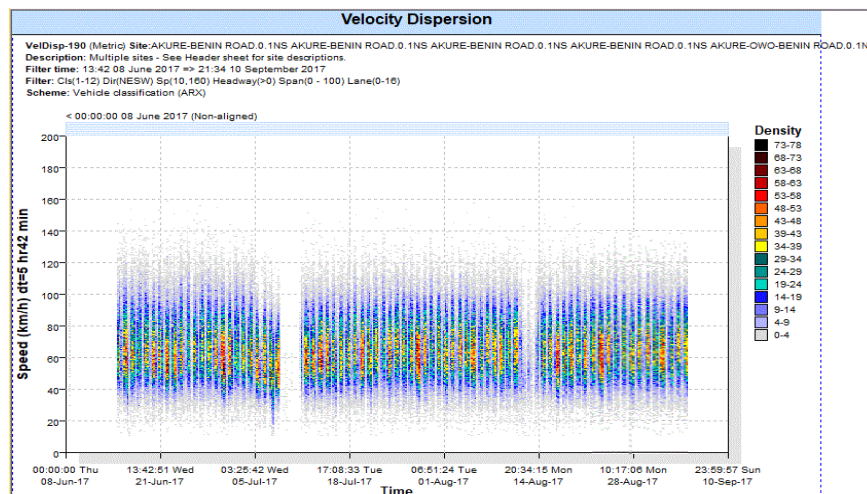 Velocity Dispersion
VelDisp-190 (Metric) Site:AKURE-BENIN ROAD.0.1NS AKURE-BENIN ROAD.0.1NS AKURE-BENIN ROAD.0.1NS AKURE-OWO-BENIN ROAD.0.1N
Description: Multiple sites - See Header sheet for site descriptions.
Filter time: 13:42 08 June 2017 => 21:34 10 September 2017
Filter: Cls(1-12) Dir(NESW) Sp(10,160) Headway(>0) Span(0 - 100) Lane(0-16)
Scheme: Vehicle classification (ARX)
< 00:00:00 08 June 2017 (Non-aligned)
Speed (km/h) dt=5 hr42 min
200
180
160
140
120
100
80
60
40
20
0
00:00:00 Thu 13:42:51 Wed 03:25:42 Wed 17:08:33 Tue 06:51:24 Tue 20:34:15 Mon 10:17:06 Mon 23:59:57 Sun
08-Jun-17 21-Jun-17 05-Jul-17 18-Jul-17 01-Aug-17 14-Aug-17 28-Aug-17 10-Sep-17
Time
Density
73-78
68-73
63-68
58-63
53-58
48-53
43-48
39-43
34-39
29-34
24-29
19-24
14-19
9-14
4-9
0-4